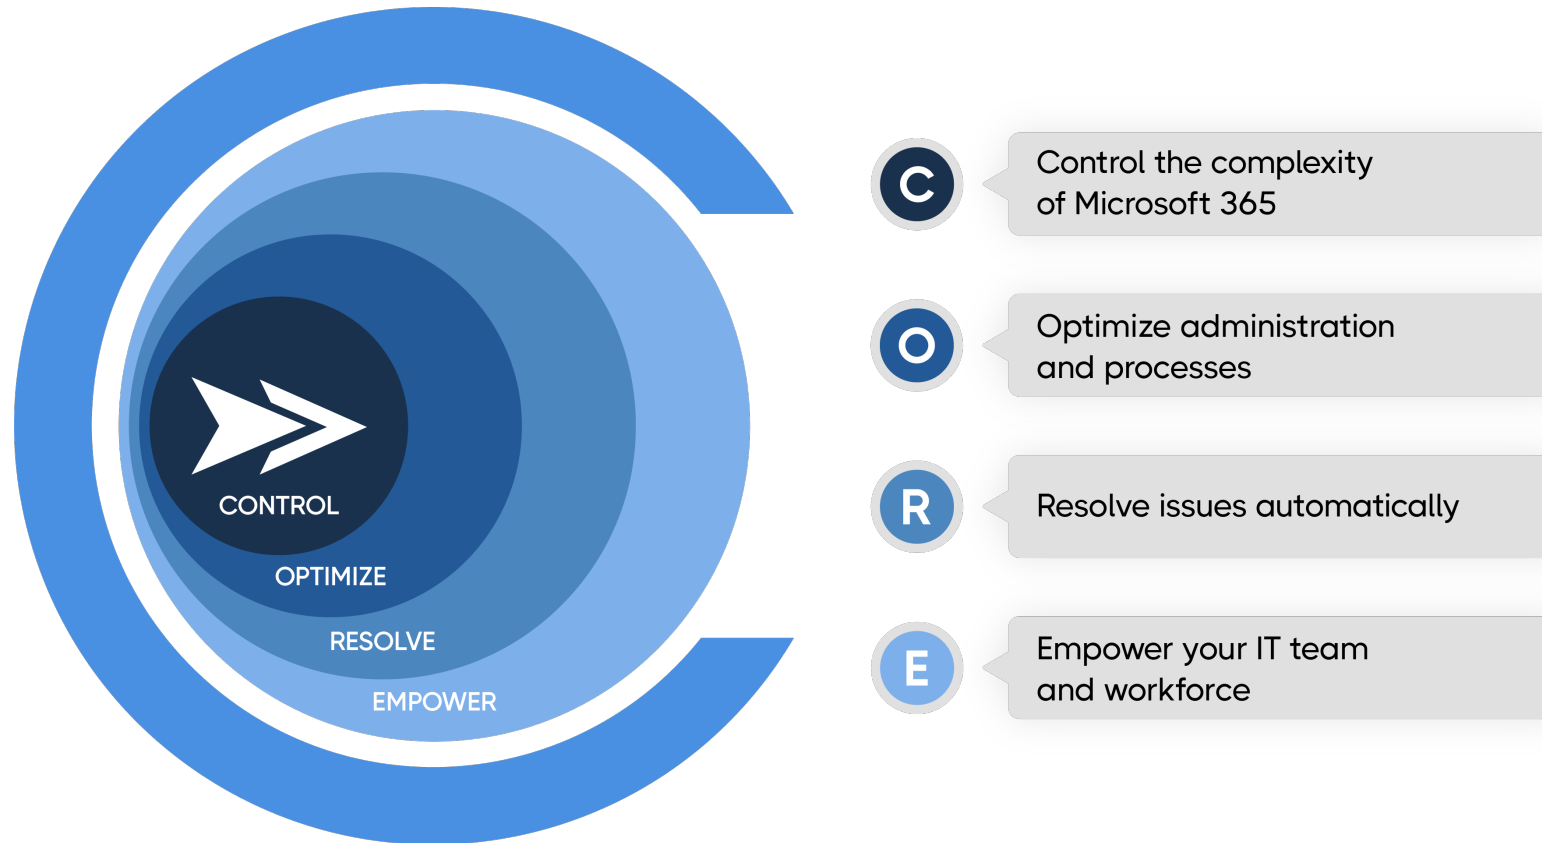 CONTROL
OPTIMIZE
RESOLVE
EMPOWER
C
Control the complexity
of Microsoft 365
O
Optimize administration
and processes
R
Resolve issues automatically
E
Empower your IT team
and workforce